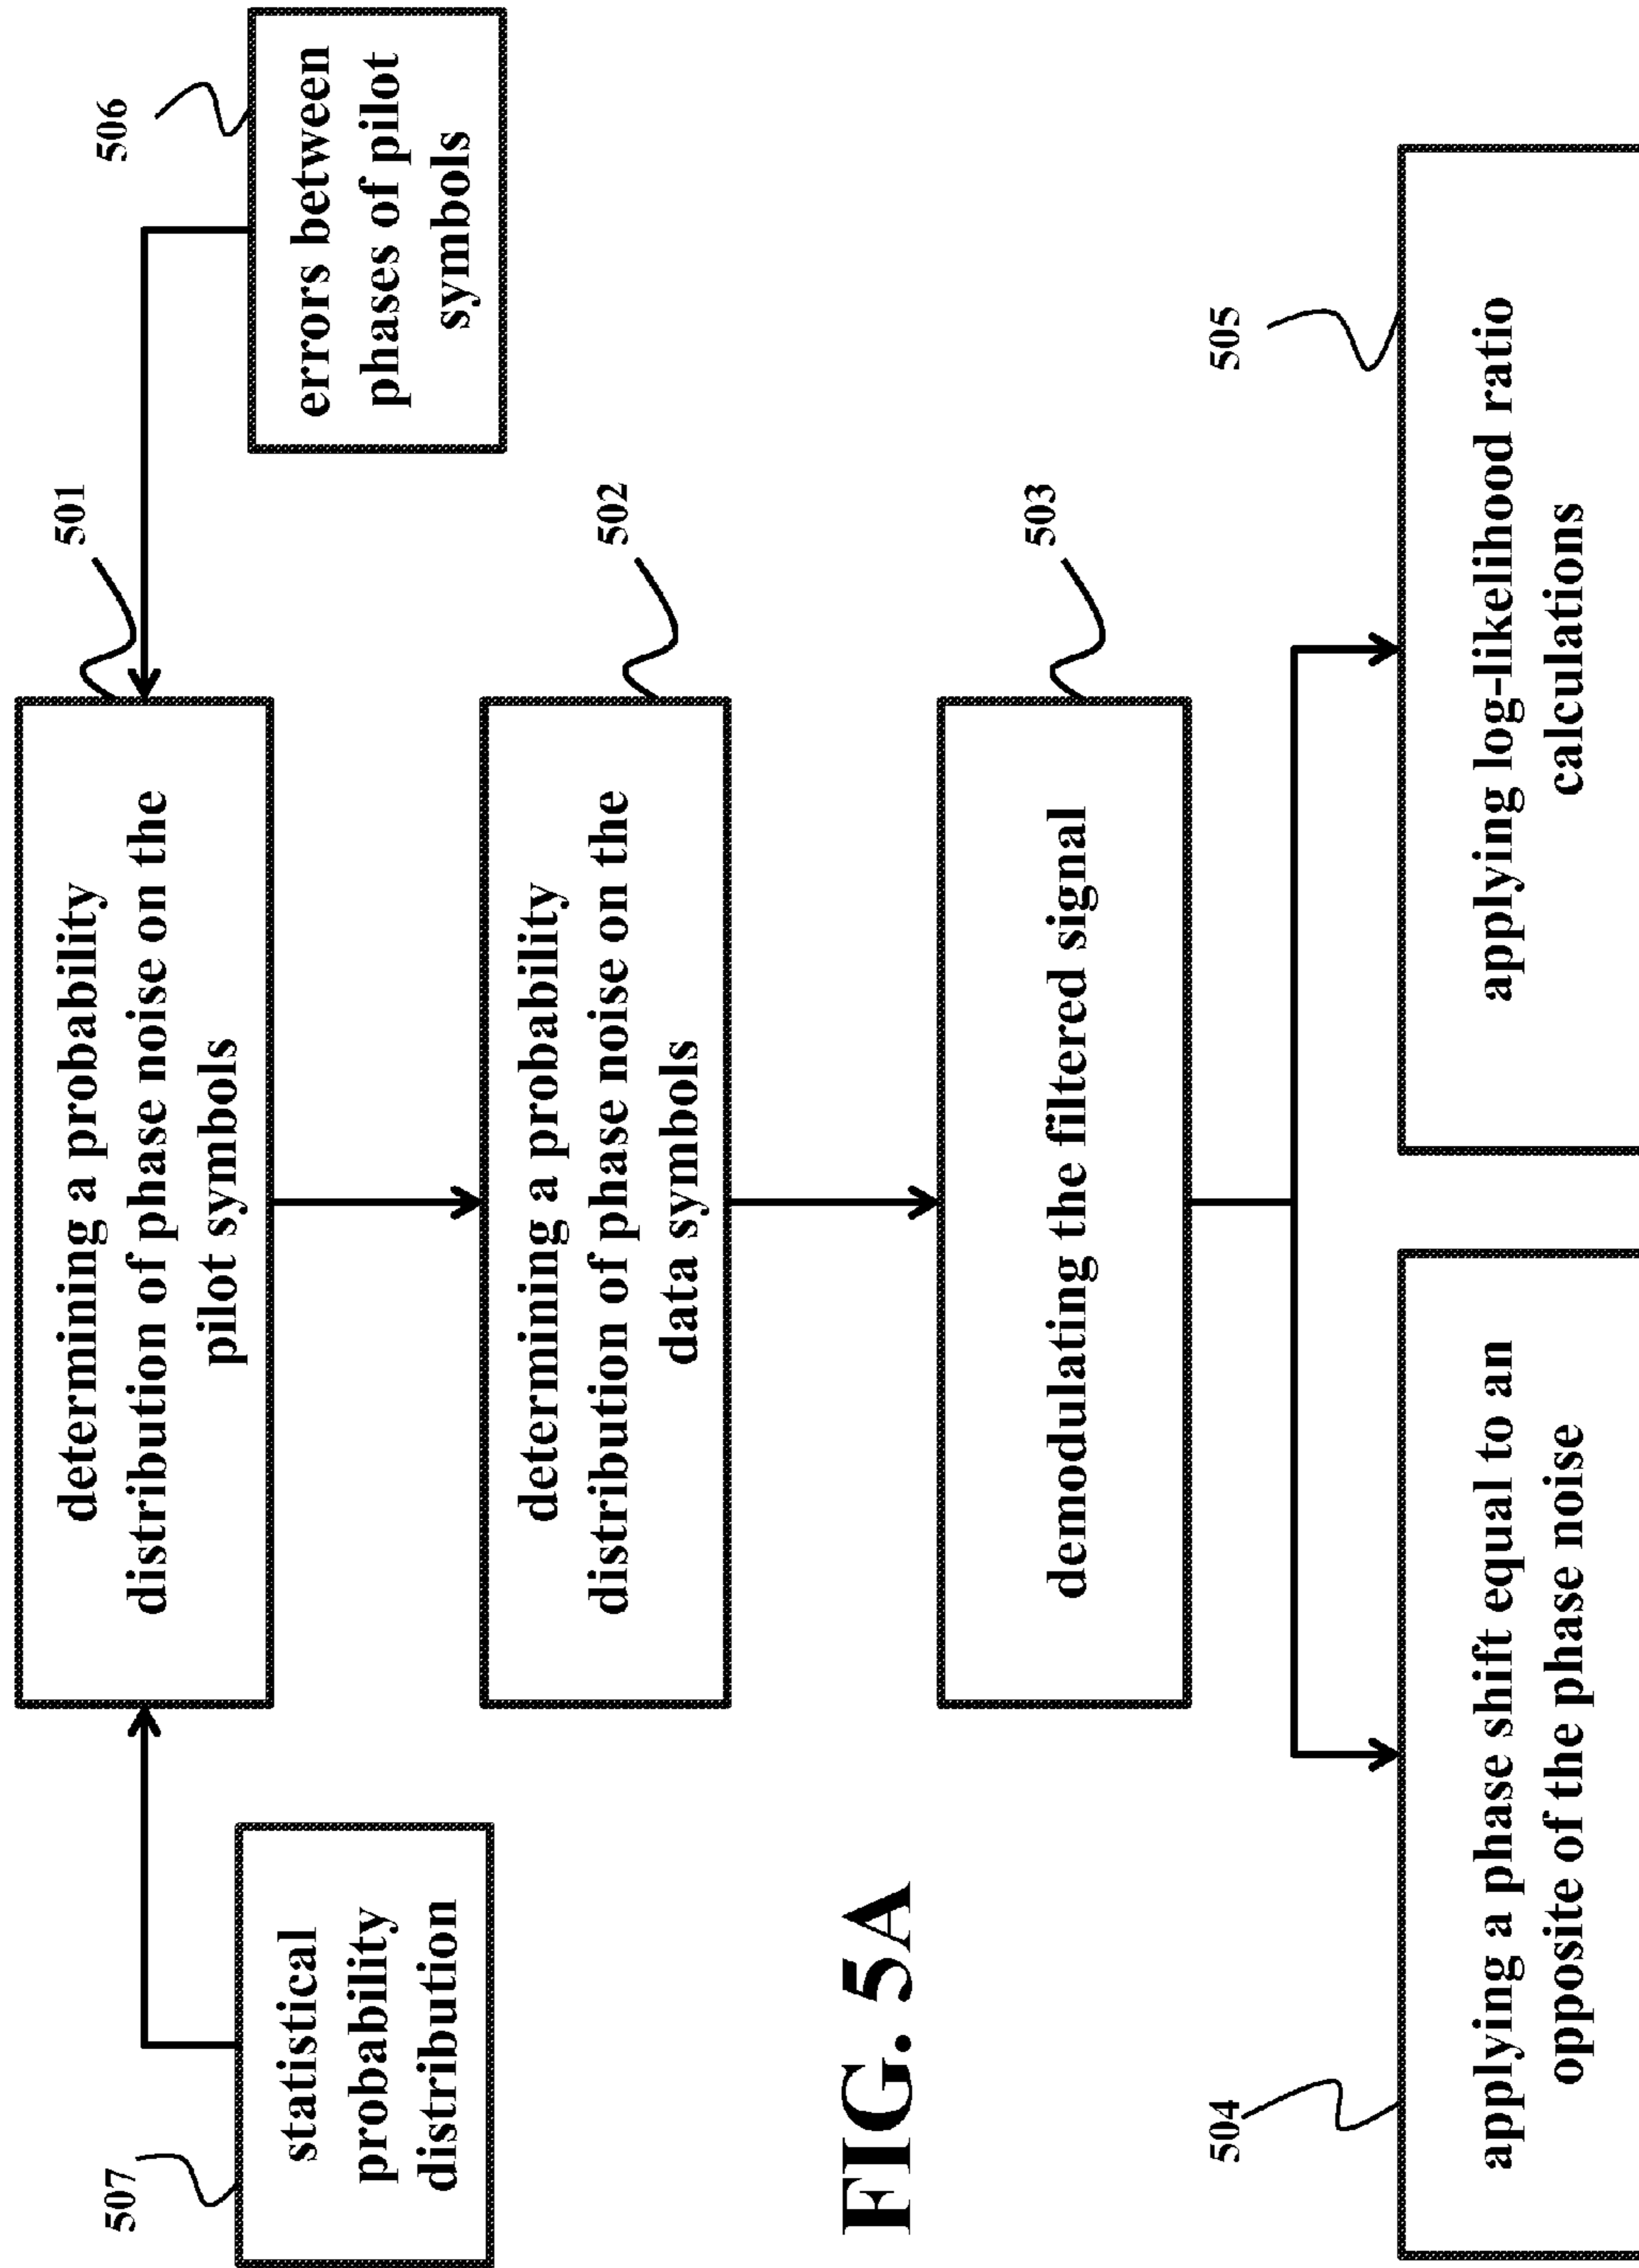 501
determining a probability
distribution of phase noise on the
pilot symbols
506
errors between
phases of pilot
symbols
507
statistical
probability
distribution
502
determining a probability
distribution of phase noise on the
data symbols
503
demodulating the filtered signal
504
applying a phase shift equal to an
opposite of the phase noise
505
applying log-likelihood ratio
calculations
FIG. 5A